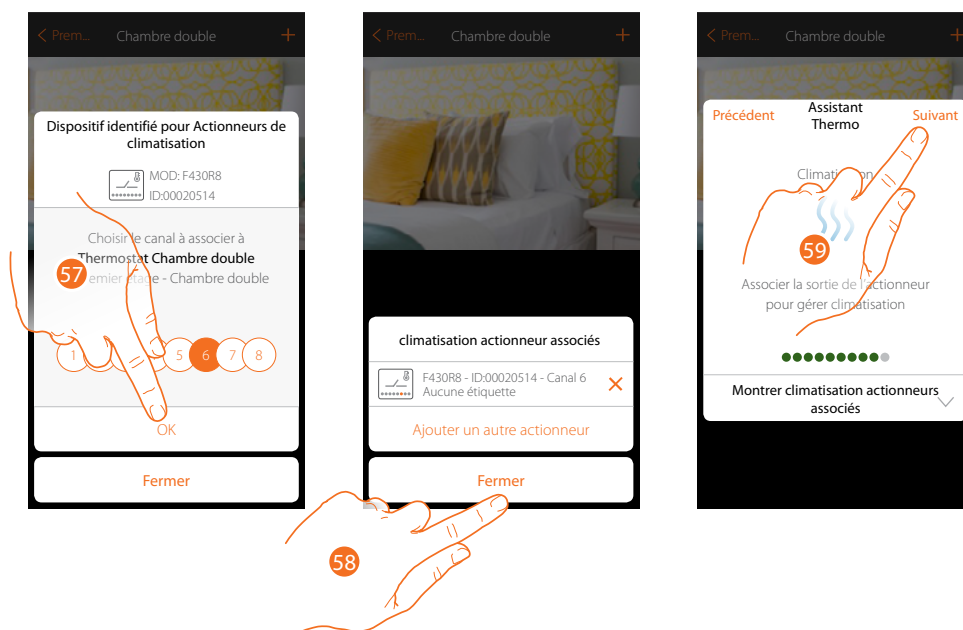 < Prem... Chambre double +
Dispositif identifié pour Actionneurs de
climatisation
MOD: F430R8
ID:00020514
Choisir le canal à associer à
Thermostat Chambre double
étage - Chambre double
57
1 5 6 7 8
OK
Fermer
< Prem... Chambre double +
climatisation actionneur associés
F430R8 - ID:00020514 - Canal 6
Aucune étiquette
Ajouter un autre actionneur
Fermer
58
< Prem... Chambre double +
Précédent Assistant Suivant
Thermo
Climatisation
59
Associer la sortie de l'actionneur
pour gérer climatisation
Montrer climatisation actionneurs
associés